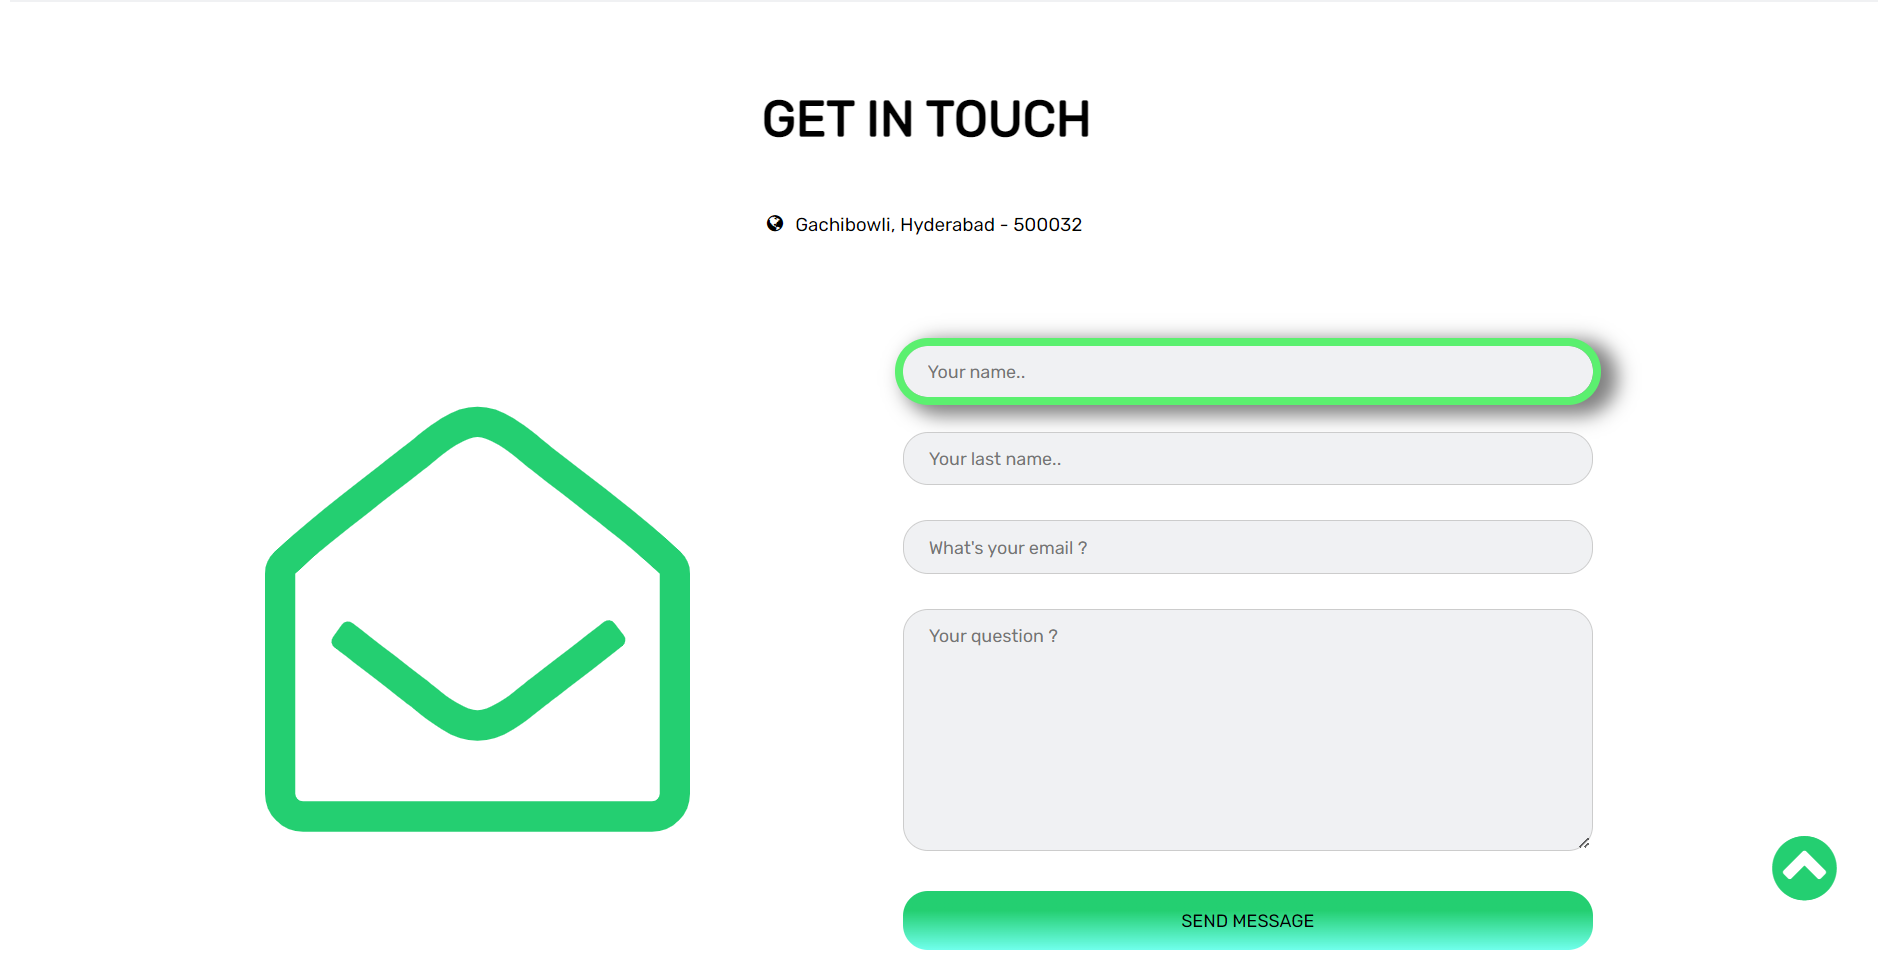 GET IN TOUCH
Gachibowli, Hyderabad - 500032
Your name..
Your last name..
What's your email ?
Your question ?
SEND MESSAGE